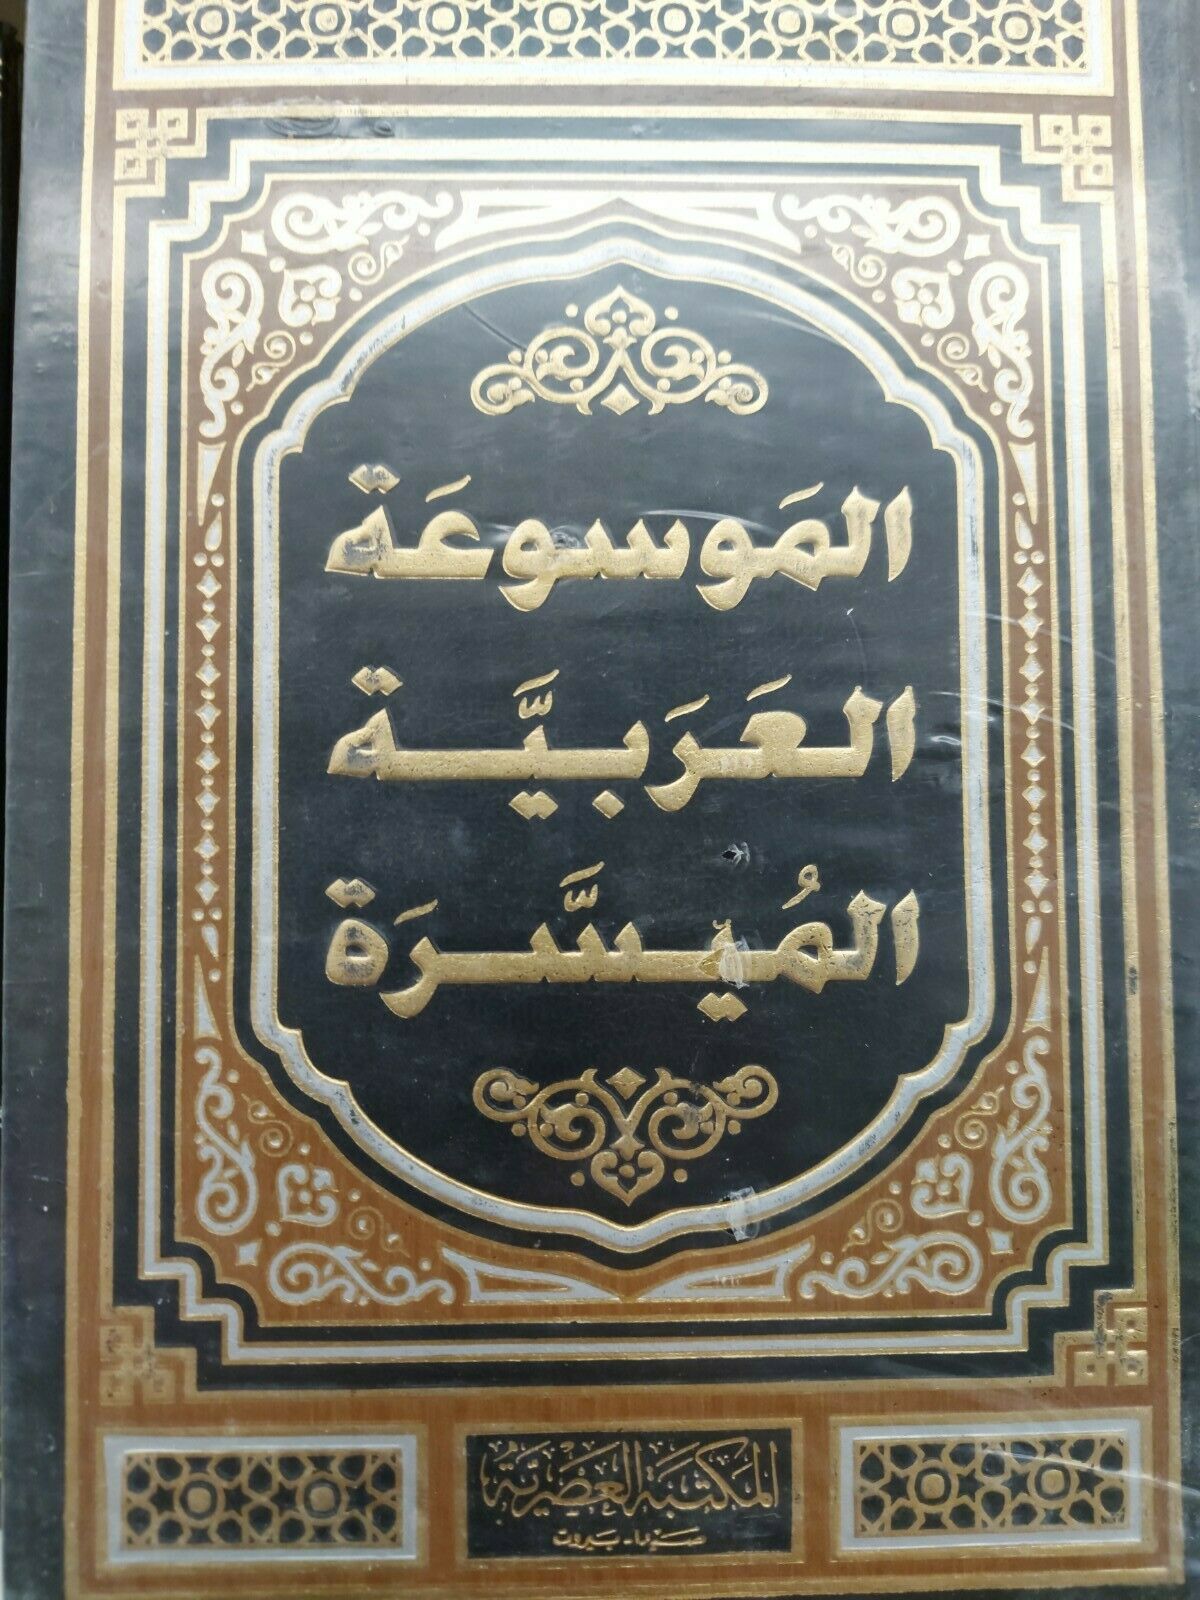 المَوسوعَة
العَرَبيَّة
المُيسَّرَة
المكتبة العصرية
صيدا - بيروت